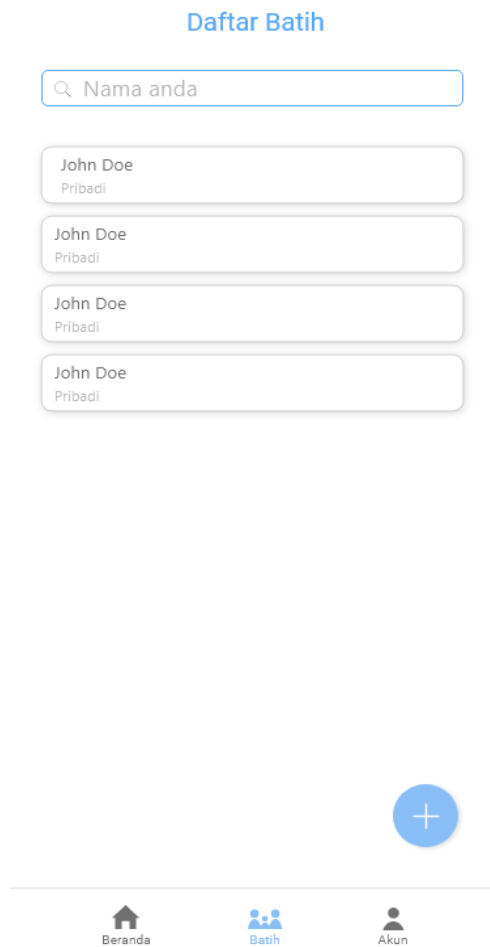 Daftar Batih
Nama anda
John Doe
Pribadi
John Doe
Pribadi
John Doe
Pribadi
John Doe
Pribadi
Beranda
Batih
Akun